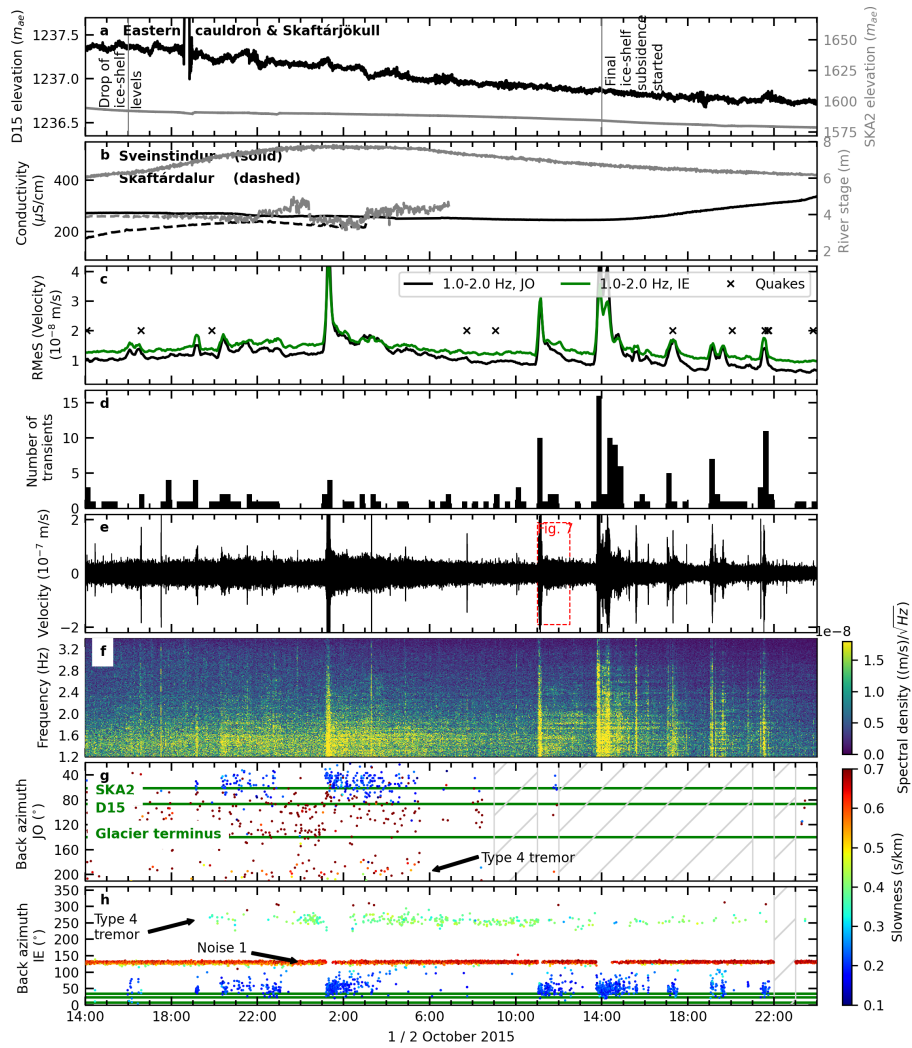 a Eastern cauldron & Skaftárjökull
D15 elevation (mae)
1237.5
1237.0
1236.5
Drop of
ice-shelf
levels
Final
ice-shelf
subsidence
started
SKA2 elevation (mae)
1650
1625
1600
1575
b Sveinstindur (solid)
Skaftárdalur (dashed)
Conductivity
(μS/cm)
400
200
River stage (m)
8
6
4
2
c
1.0-2.0 Hz, JO
1.0-2.0 Hz, IE
Quakes
RMeS (Velocity)
(10⁻⁸ m/s)
4
3
2
1
d
Number of
transients
15
10
5
0
e
Fig. 7
Velocity (10⁻⁷ m/s)
2
0
−2
f
Frequency (Hz)
3.2
2.8
2.4
2.0
1.6
1.2
1e−8
1.5
1.0
0.5
0.0
Spectral density ((m/s)/√Hz)
g
SKA2
D15
Glacier terminus
Type 4 tremor
Back azimuth
JO (°)
40
80
120
160
200
h
Type 4
tremor
Noise 1
Back azimuth
IE (°)
350
300
250
200
150
100
50
0
0.7
0.6
0.5
0.4
0.3
0.2
0.1
Slowness (s/km)
14:00 18:00 22:00 2:00 6:00 10:00 14:00 18:00 22:00
1 / 2 October 2015